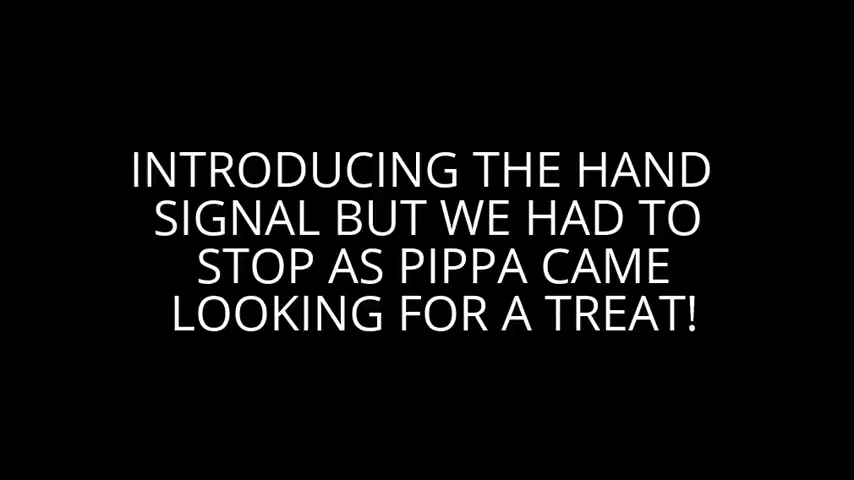 INTRODUCING THE HAND
SIGNAL BUT WE HAD TO
STOP AS PIPPA CAME
LOOKING FOR A TREAT!